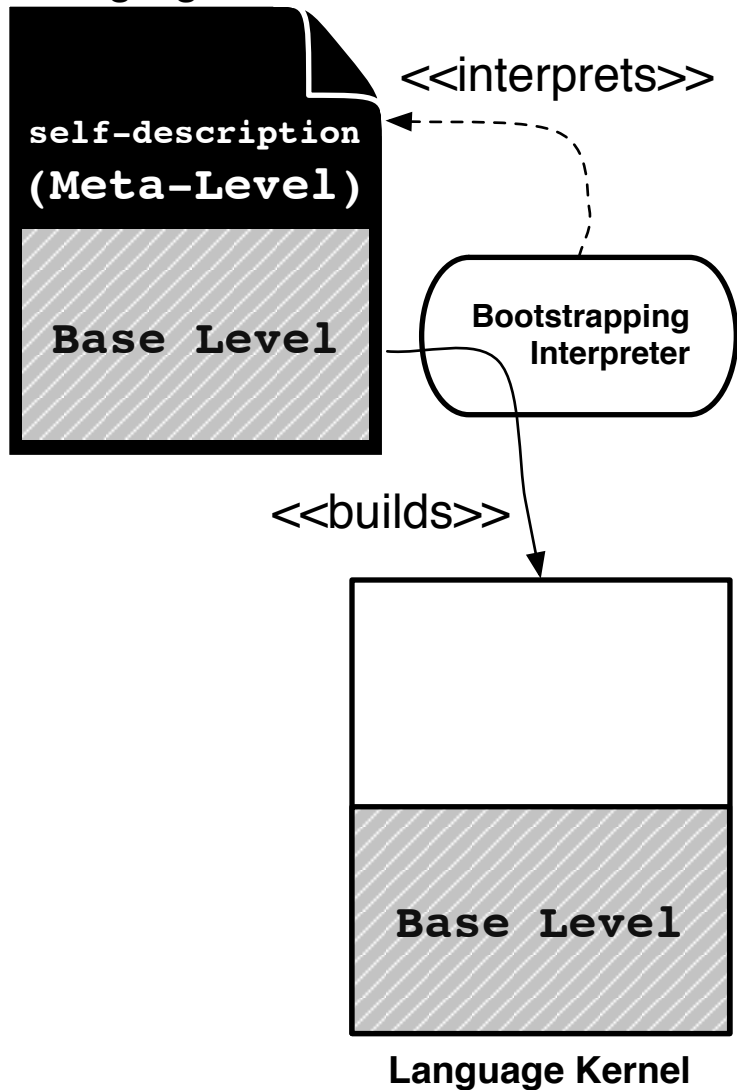 <<interprets>>
self-description
(Meta-Level)
Base Level
Bootstrapping
Interpreter
<<builds>>
Base Level
Language Kernel